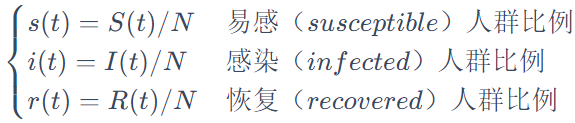 s(t) = S(t)/N 易感（susceptible）人群比例
i(t) = I(t)/N 感染（infected）人群比例
r(t) = R(t)/N 恢复（recovered）人群比例